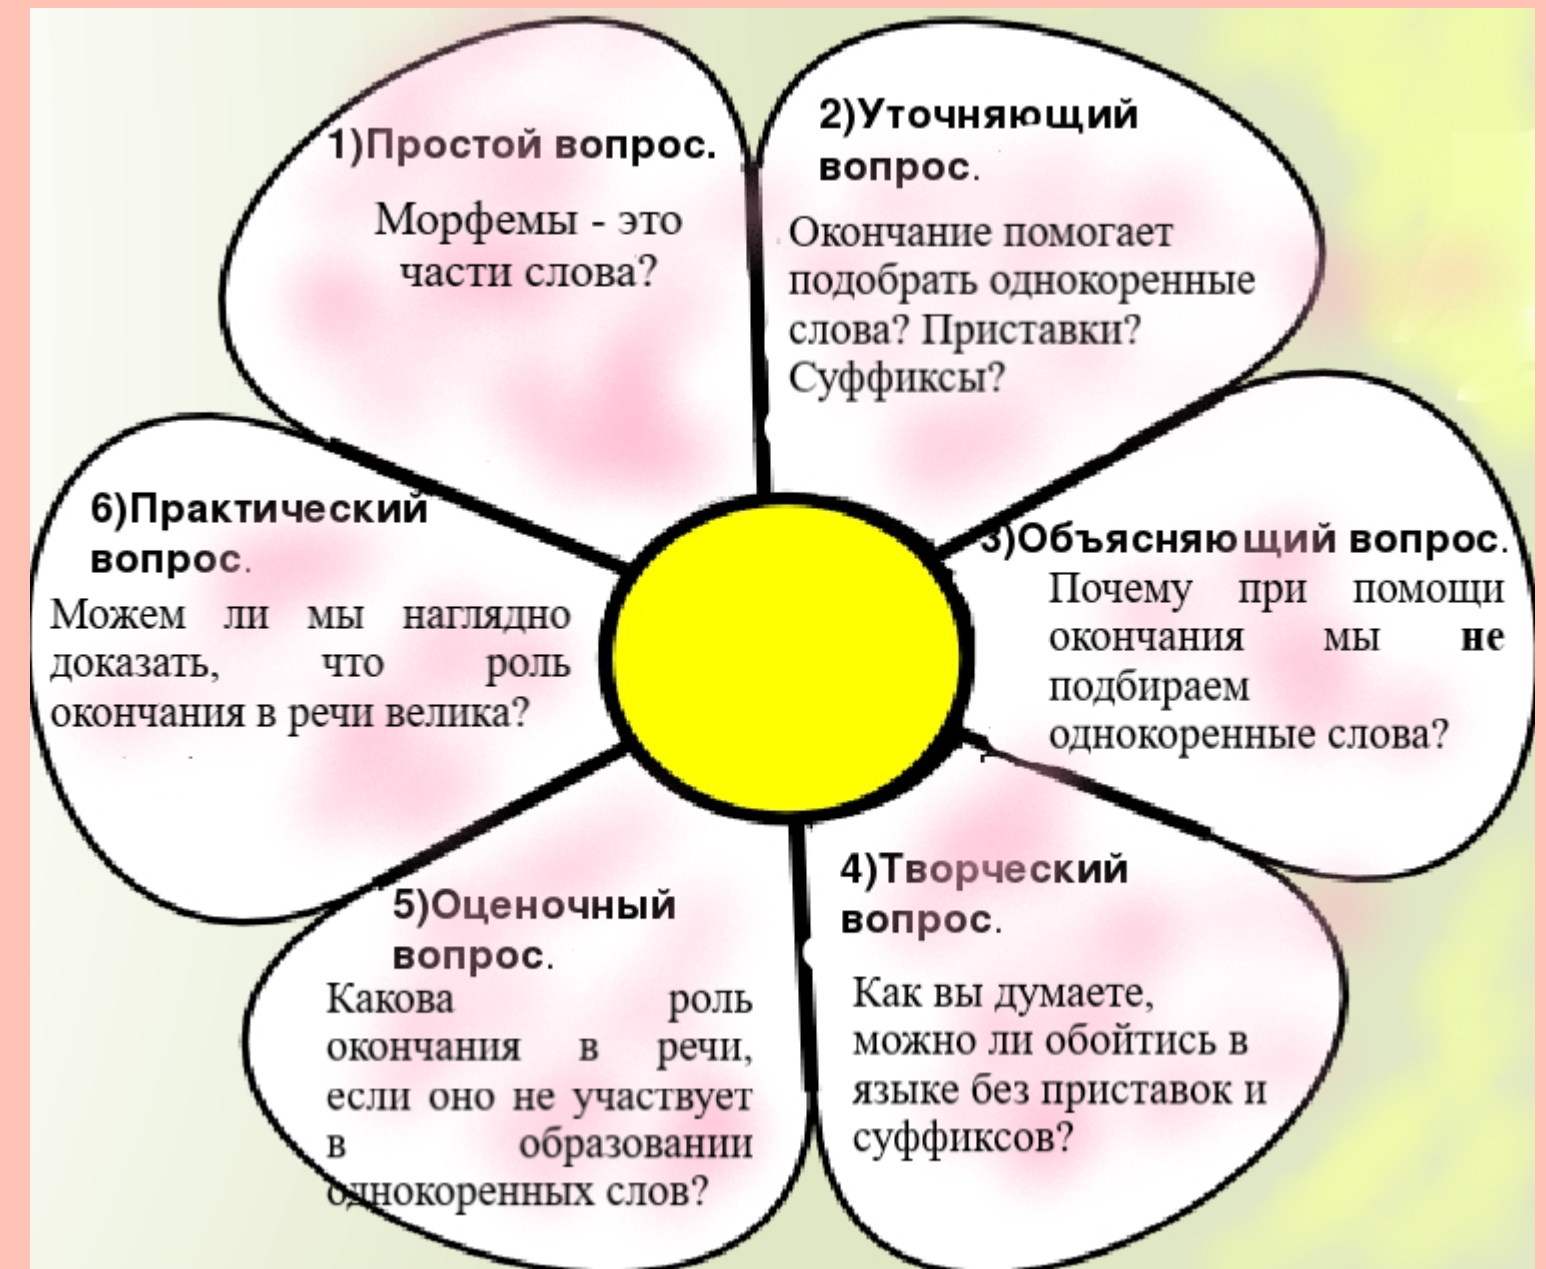 1)Простой вопрос.
Морфемы - это
части слова?
2)Уточняющий
вопрос.
Окончание помогает
подобрать однокоренные
слова? Приставки?
Суффиксы?
3)Объясняющий вопрос.
Почему при помощи
окончания мы не
подбираем
однокоренные слова?
4)Творческий
вопрос.
Как вы думаете,
можно ли обойтись в
языке без приставок и
суффиксов?
5)Оценочный
вопрос.
Какова роль
окончания в речи,
если оно не участвует
в образовании
однокоренных слов?
6)Практический
вопрос.
Можем ли мы наглядно
доказать, что роль
окончания в речи велика?